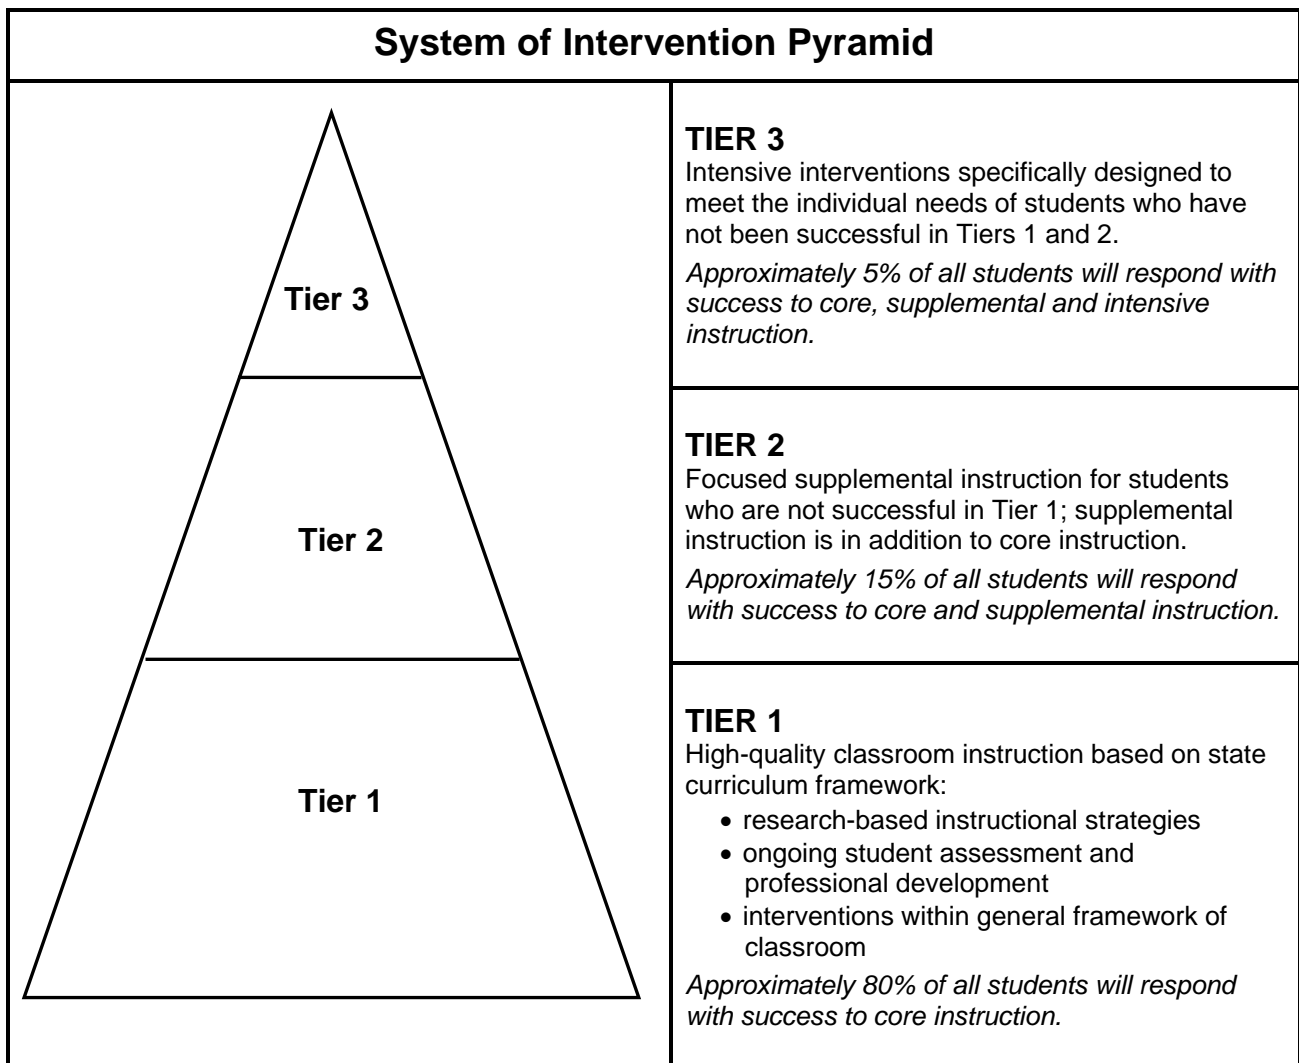 System of Intervention Pyramid
Tier 3
Tier 2
Tier 1
TIER 3
Intensive interventions specifically designed to
meet the individual needs of students who have
not been successful in Tiers 1 and 2.
Approximately 5% of all students will respond with
success to core, supplemental and intensive
instruction.
TIER 2
Focused supplemental instruction for students
who are not successful in Tier 1; supplemental
instruction is in addition to core instruction.
Approximately 15% of all students will respond
with success to core and supplemental instruction.
TIER 1
High-quality classroom instruction based on state
curriculum framework:
• research-based instructional strategies
• ongoing student assessment and
professional development
• interventions within general framework of
classroom
Approximately 80% of all students will respond
with success to core instruction.